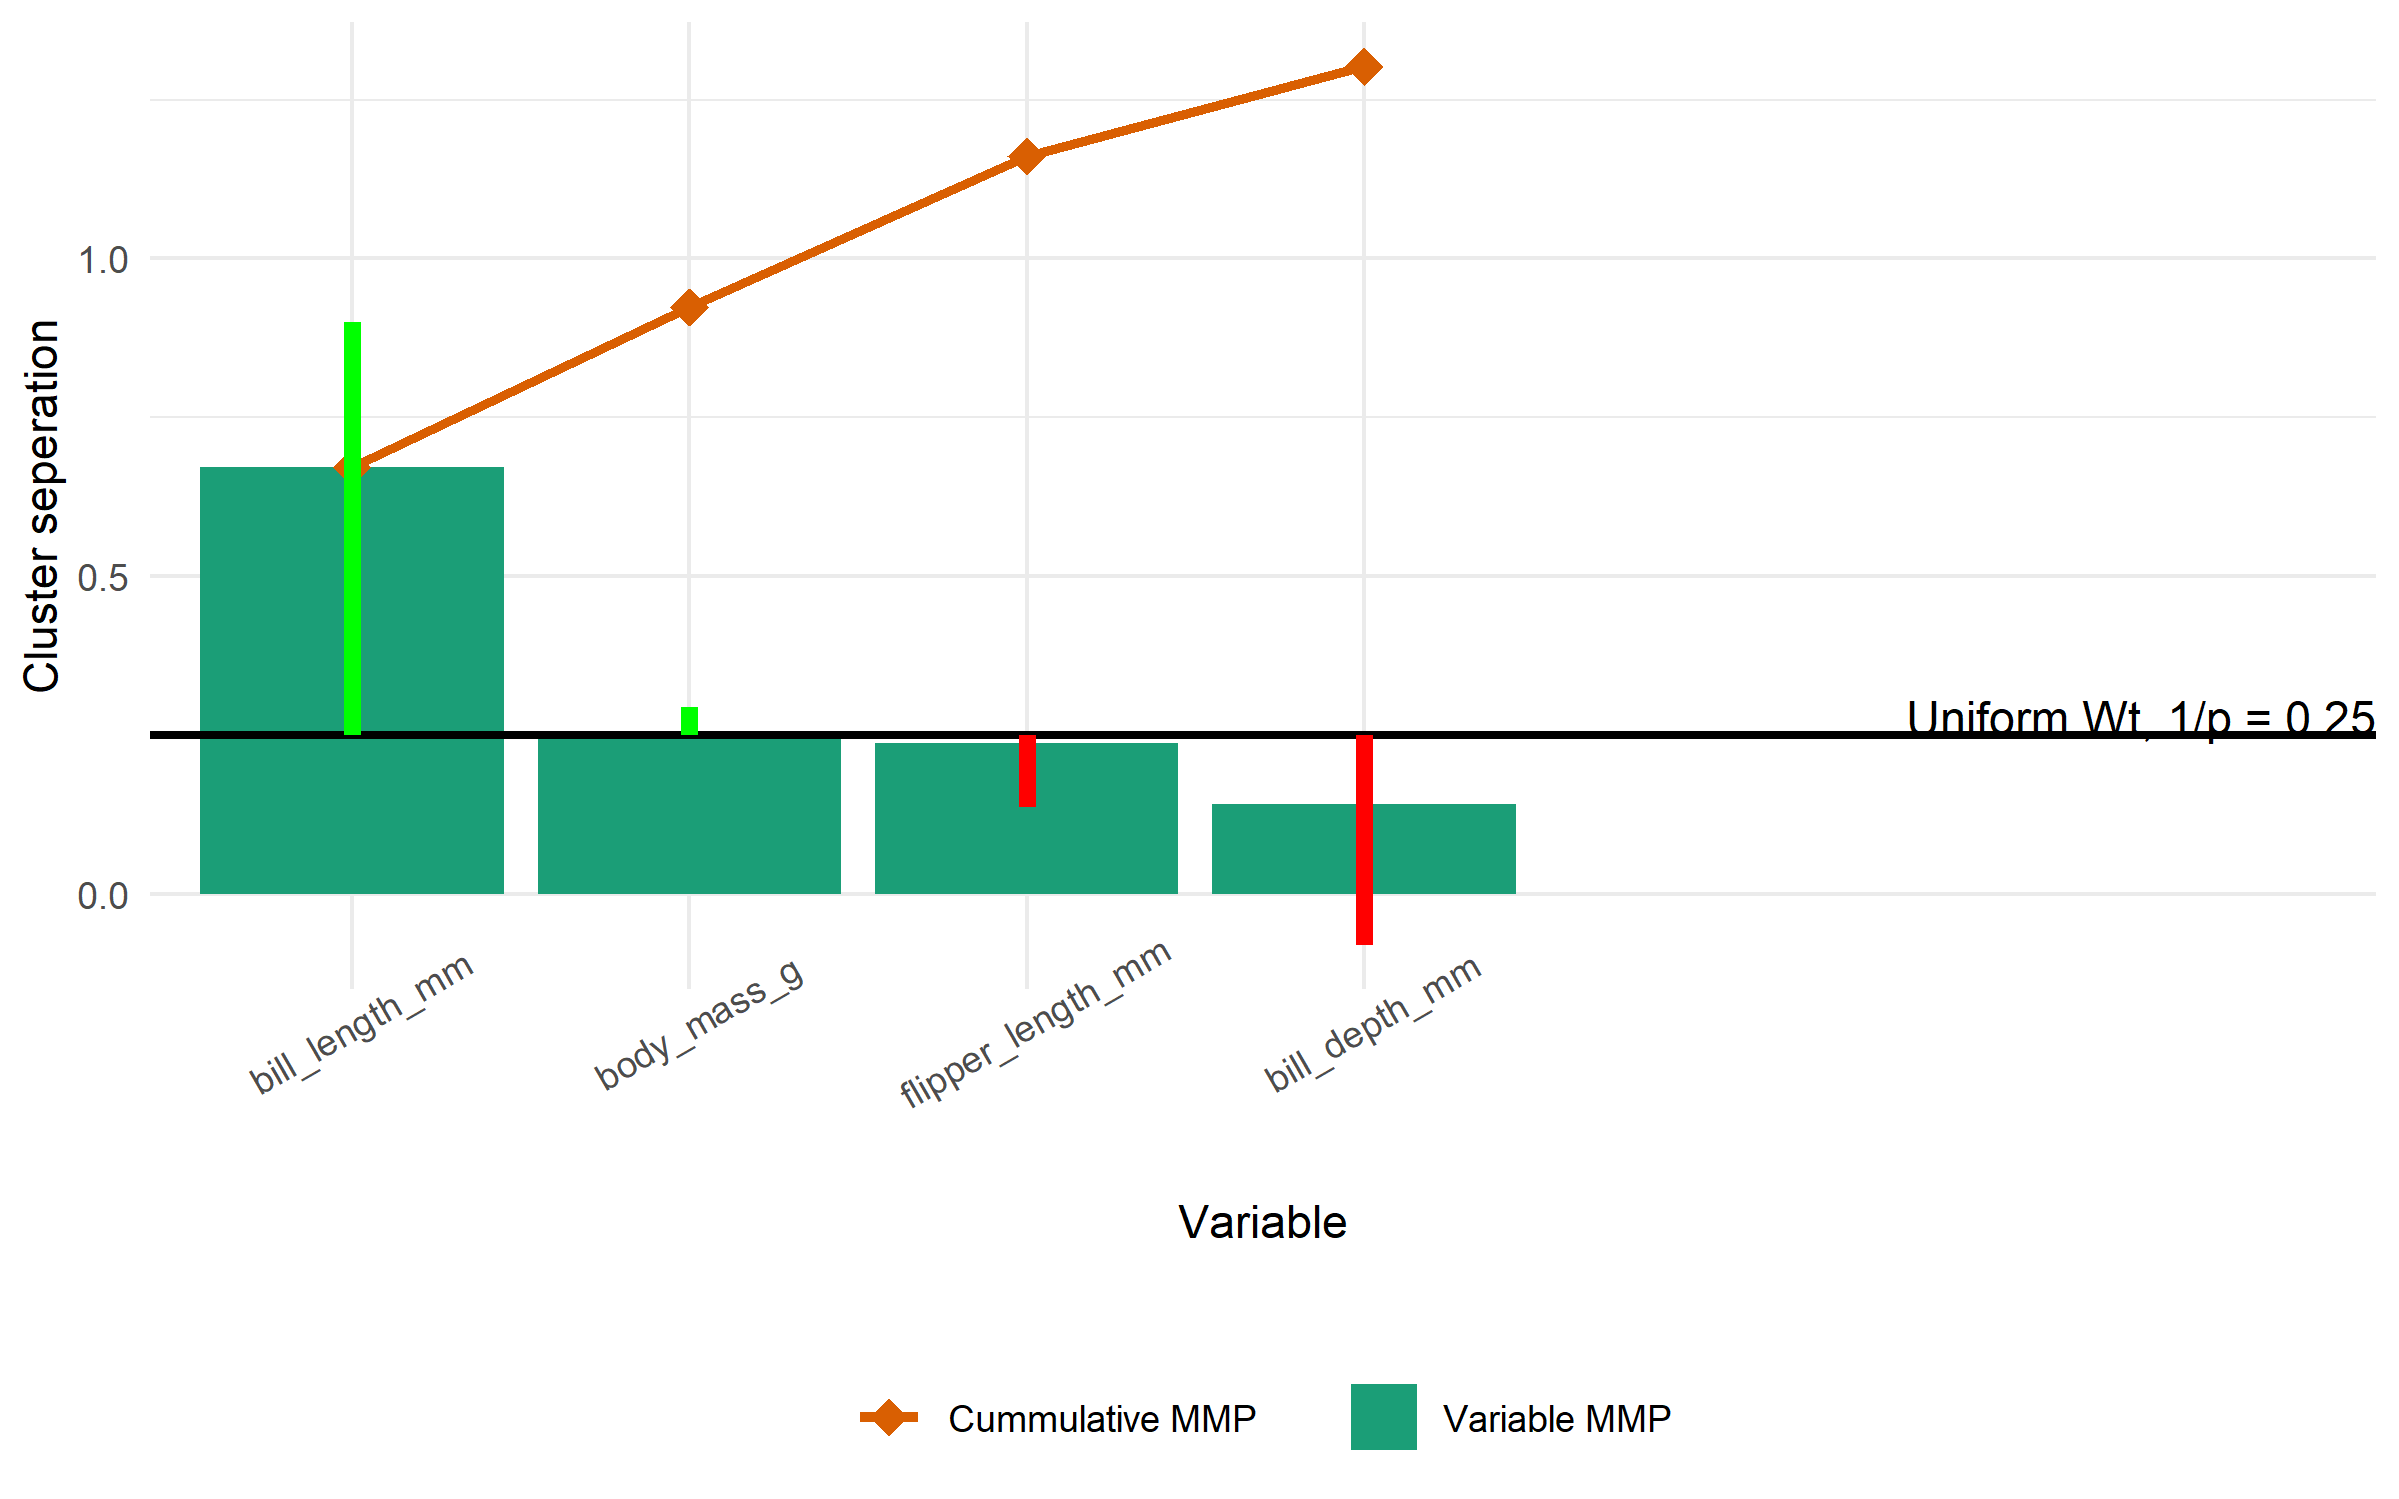 1.0
0.5
0.0
Cluster seperation
Uniform Wt, 1/p = 0.25
bill_length_mm
body_mass_g
flipper_length_mm
bill_depth_mm
Variable
Cummulative MMP
Variable MMP